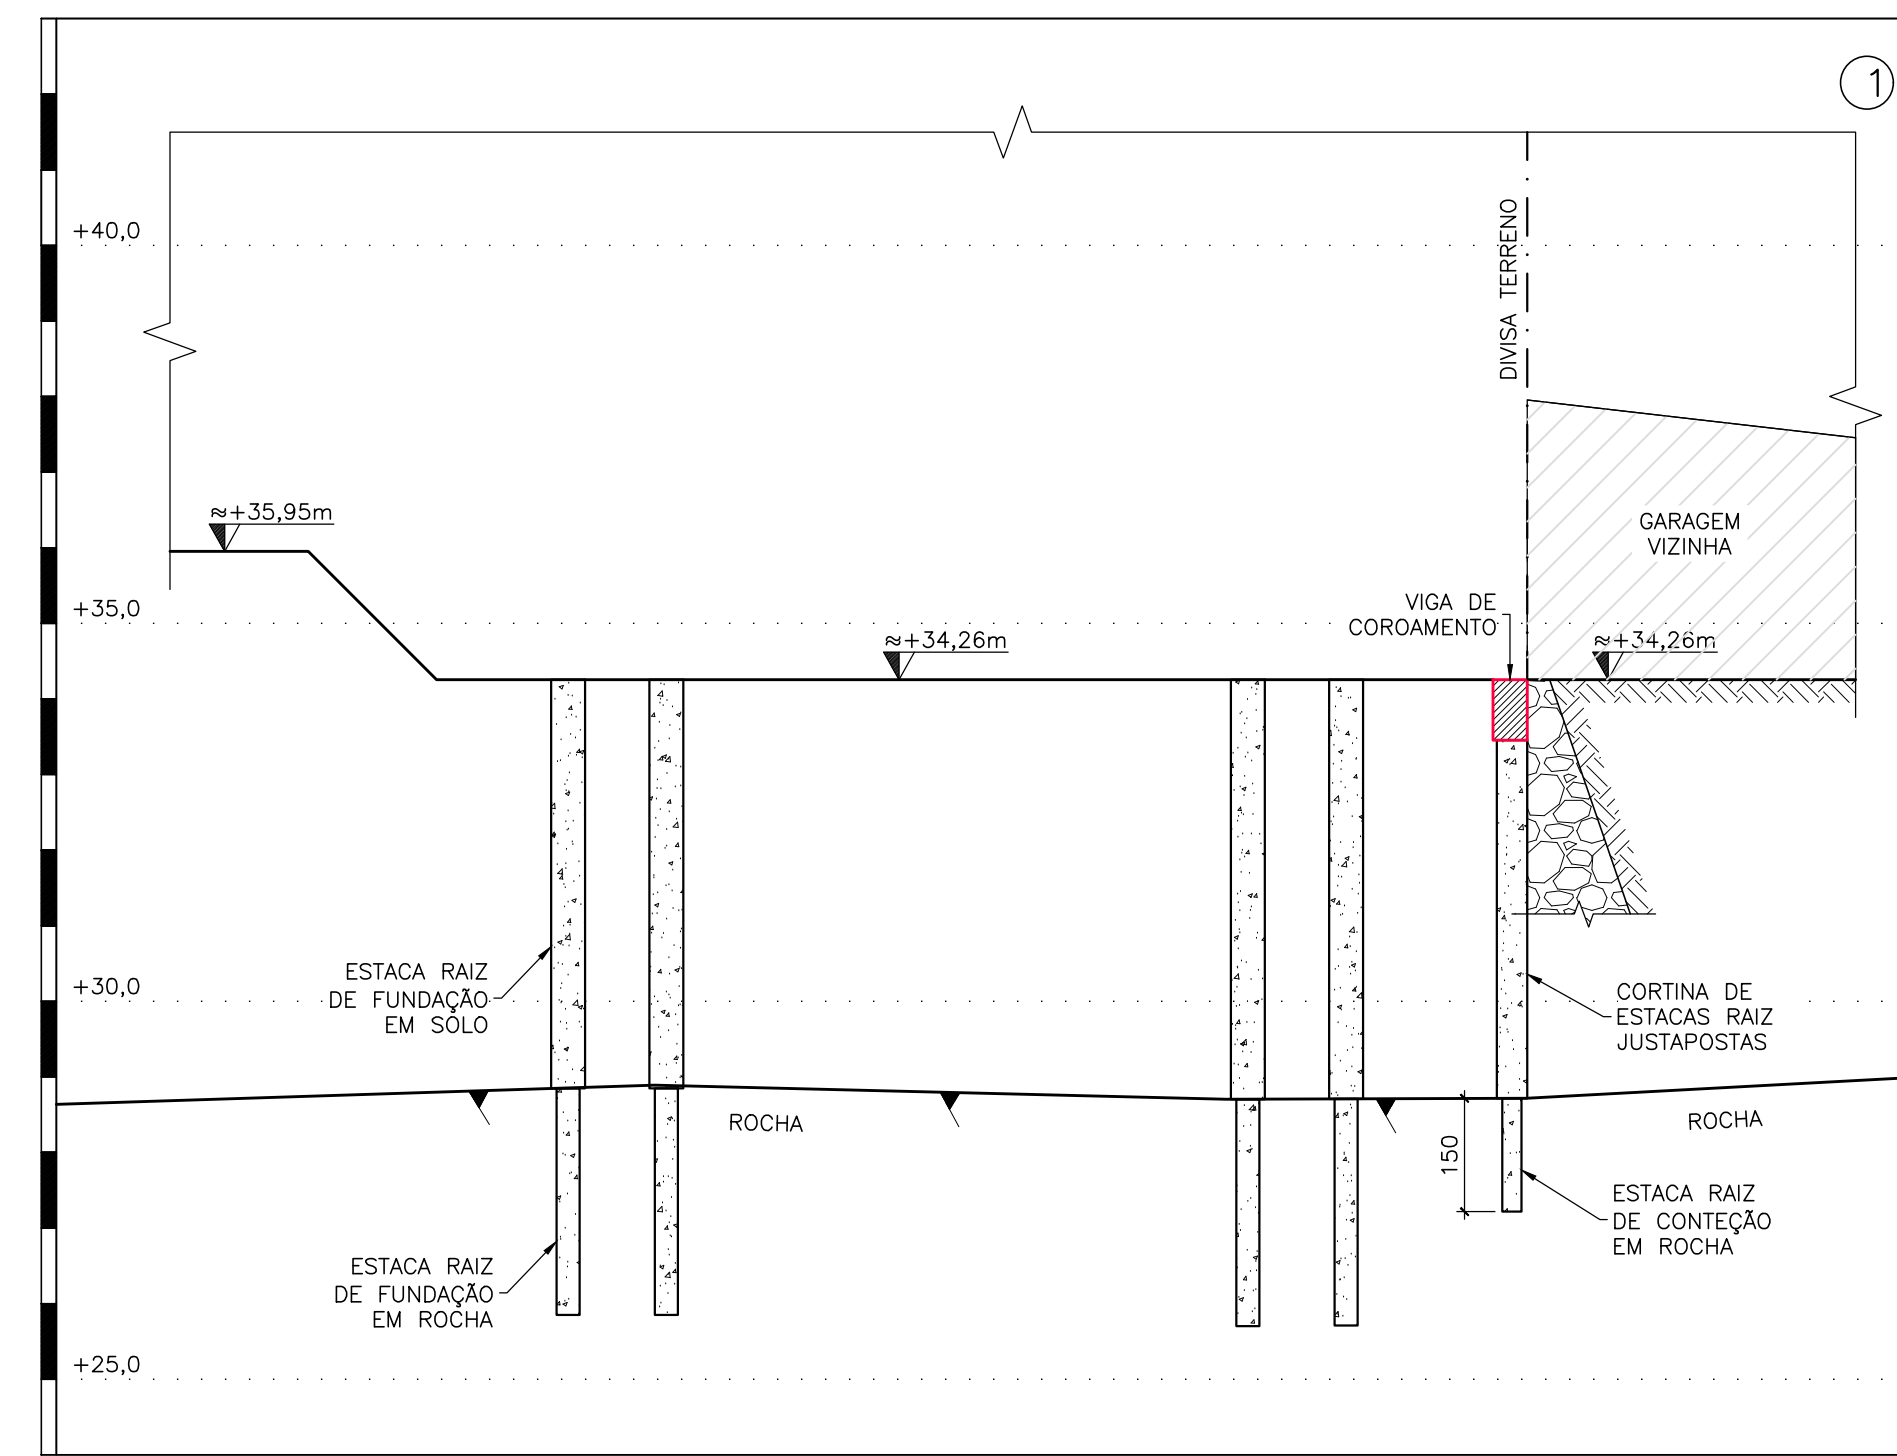 1
+40,0
DIVISA TERRENO
≈+35,95m
GARAGEM
VIZINHA
+35,0
VIGA DE
COROAMENTO
≈+34,26m
≈+34,26m
ESTACA RAIZ
DE FUNDAÇÃO
EM SOLO
+30,0
CORTINA DE
ESTACAS RAIZ
JUSTAPOSTAS
ROCHA
ROCHA
150
ESTACA RAIZ
DE CONTEÇÃO
EM ROCHA
ESTACA RAIZ
DE FUNDAÇÃO
EM ROCHA
+25,0